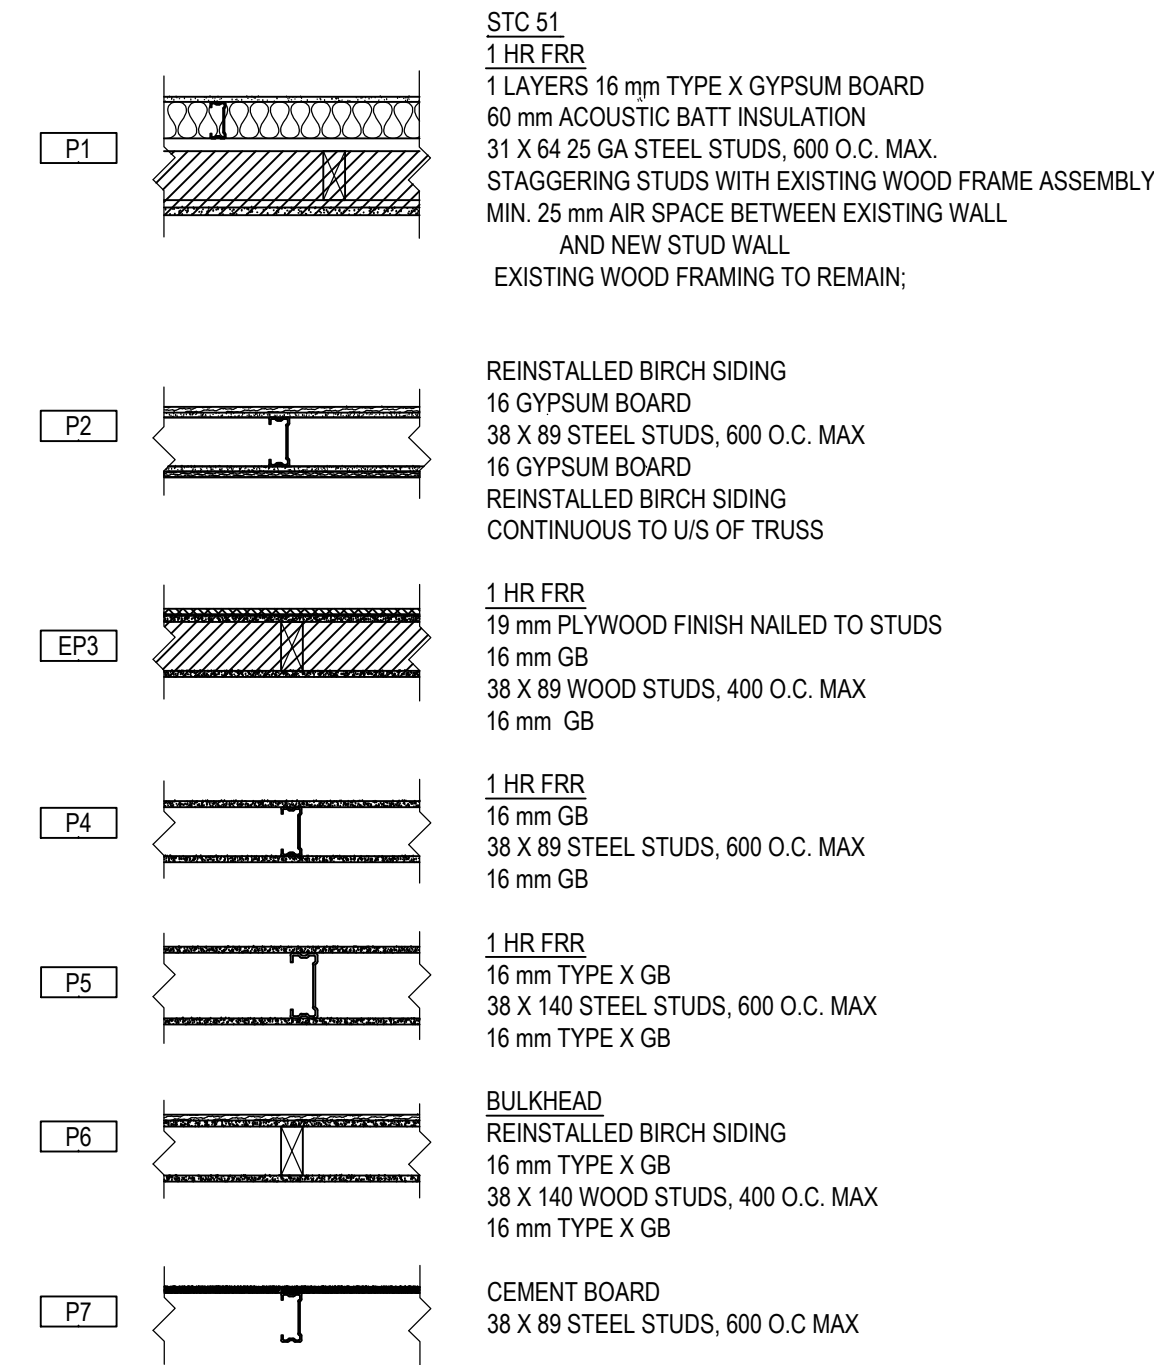 STC 51
1 HR FRR
1 LAYERS 16 mm TYPE X GYPSUM BOARD
60 mm ACOUSTIC BATT INSULATION
P1
31 X 64 25 GA STEEL STUDS, 600 O.C. MAX.
STAGGERING STUDS WITH EXISTING WOOD FRAME ASSEMBLY
MIN. 25 mm AIR SPACE BETWEEN EXISTING WALL
AND NEW STUD WALL
EXISTING WOOD FRAMING TO REMAIN;
REINSTALLED BIRCH SIDING
16 GYPSUM BOARD
P2
38 X 89 STEEL STUDS, 600 O.C. MAX
16 GYPSUM BOARD
REINSTALLED BIRCH SIDING
CONTINUOUS TO U/S OF TRUSS
1 HR FRR
19 mm PLYWOOD FINISH NAILED TO STUDS
EP3
16 mm GB
38 X 89 WOOD STUDS, 400 O.C. MAX
16 mm GB
1 HR FRR
16 mm GB
P4
38 X 89 STEEL STUDS, 600 O.C. MAX
16 mm GB
1 HR FRR
16 mm TYPE X GB
P5
38 X 140 STEEL STUDS, 600 O.C. MAX
16 mm TYPE X GB
BULKHEAD
REINSTALLED BIRCH SIDING
P6
16 mm TYPE X GB
38 X 140 WOOD STUDS, 400 O.C. MAX
16 mm TYPE X GB
CEMENT BOARD
P7
38 X 89 STEEL STUDS, 600 O.C MAX